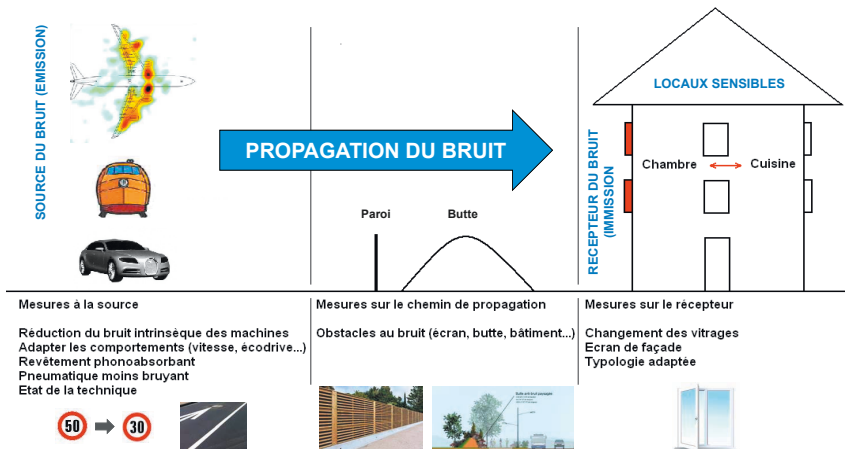 SOURCE DU BRUIT (EMISSION)
PROPAGATION DU BRUIT
Paroi
Butte
RECEPTEUR DU BRUIT
(IMMISSION)
LOCAUX SENSIBLES
Chambre
Cuisine
Mesures à la source
Réduction du bruit intrinsèque des machines
Adapter les comportements (vitesse, écodrive...)
Revêtement phonoabsorbant
Pneumatique moins bruyant
Etat de la technique
50
30
Mesures sur le chemin de propagation
Obstacles au bruit (écran, butte, bâtiment...)
Mesures sur le récepteur
Changement des vitrages
Ecran de façade
Typologie adaptée